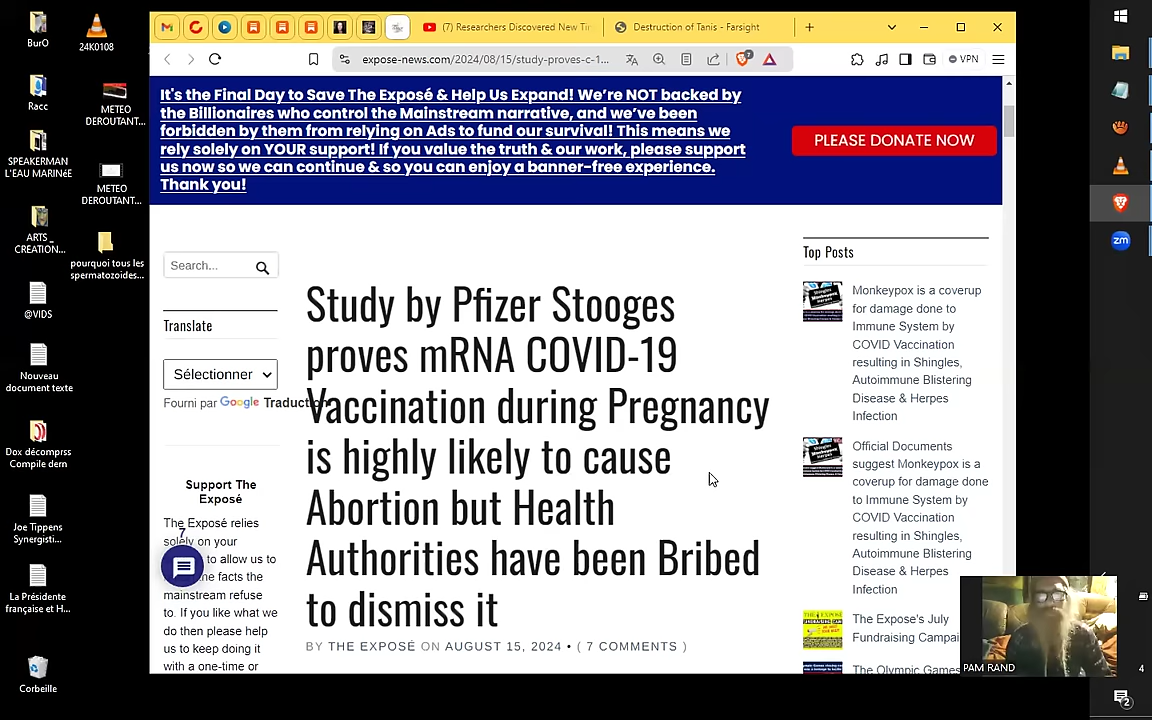 BurO
24K0108
Racc
METEO
DEROUTANT...
SPEAKERMAN
L'EAU MARINéE
METEO
DEROUTANT...
ARTS _
CREATION...
pourquoi tous les
spermatozoides...
@VIDS
Nouveau
document texte
Dox décomprss
Compile dern
Joe Tippens
Synergisti...
La Présidente
française et H...
Corbeille
(7) Researchers Discovered New Ti
Destruction of Tanis - Farsight
expose-news.com/2024/08/15/study-proves-c-1...
7
VPN
It's the Final Day to Save The Exposé & Help Us Expand! We're NOT backed by
the Billionaires who control the Mainstream narrative, and we've been
forbidden by them from relying on Ads to fund our survival! This means we
rely solely on YOUR support! If you value the truth & our work, please support
us now so we can continue & so you can enjoy a banner-free experience.
Thank you!
PLEASE DONATE NOW
Search...
Translate
Sélectionner
Fourni par Google Traduction
Support The
Exposé
The Exposé relies
solely on your
to allow us to
the facts the
mainstream refuse
to. If you like what we
do then please help
us to keep doing it
with a one-time or
7
Study by Pfizer Stooges
proves mRNA COVID-19
Vaccination during Pregnancy
is highly likely to cause
Abortion but Health
Authorities have been Bribed
to dismiss it
BY THE EXPOSÉ ON AUGUST 15, 2024 • ( 7 COMMENTS )
Top Posts
Monkeypox is a coverup
for damage done to
Immune System by
COVID Vaccination
resulting in Shingles,
Autoimmune Blistering
Disease & Herpes
Infection
Official Documents
suggest Monkeypox is a
coverup for damage done
to Immune System by
COVID Vaccination
resulting in Shingles,
Autoimmune Blistering
Disease & Herpes
Infection
The Expose's July
Fundraising Campai
The Olympic Games
PAM RAND
zm
4
2